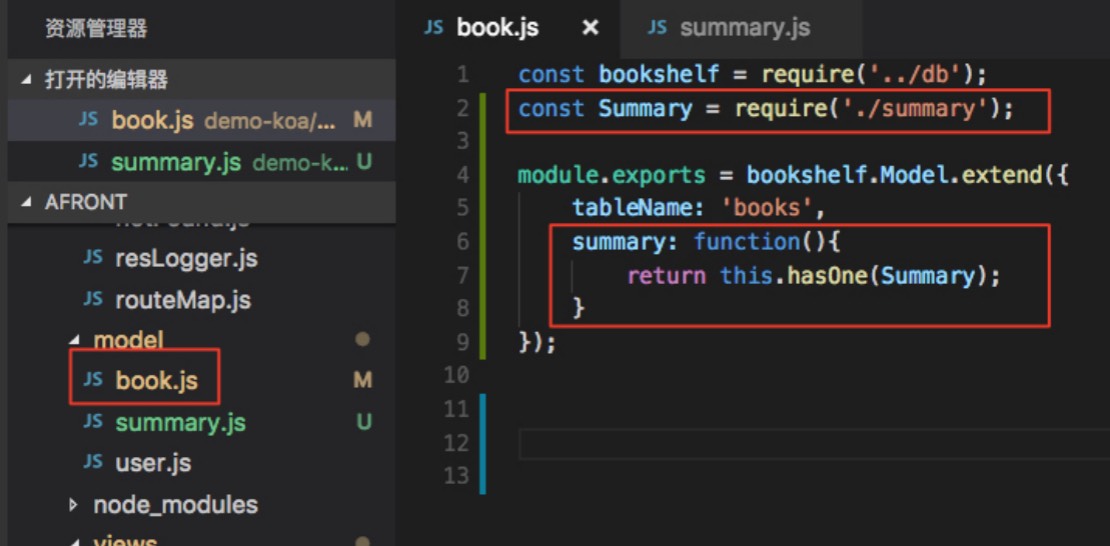 资源管理器
打开的编辑器
JS book.js demo-koa/... M
JS summary.js demo-k... U
AFRONT
JS resLogger.js
JS routeMap.js
model
JS book.js M
JS summary.js U
JS user.js
node_modules
views
JS book.js ×
JS summary.js
1 const bookshelf = require('../db');
2 const Summary = require('./summary');
3
4 module.exports = bookshelf.Model.extend({
5 tableName: 'books',
6 summary: function(){
7 return this.hasOne(Summary);
8 }
9 });
10
11
12
13